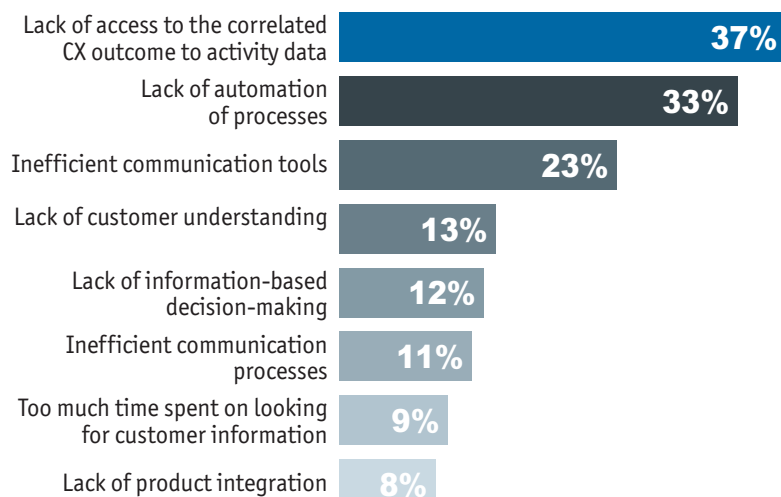 Lack of access to the correlated
CX outcome to activity data
37%
Lack of automation
of processes
33%
Inefficient communication tools
23%
Lack of customer understanding
13%
Lack of information-based
decision-making
12%
Inefficient communication
processes
11%
Too much time spent on looking
for customer information
9%
Lack of product integration
8%